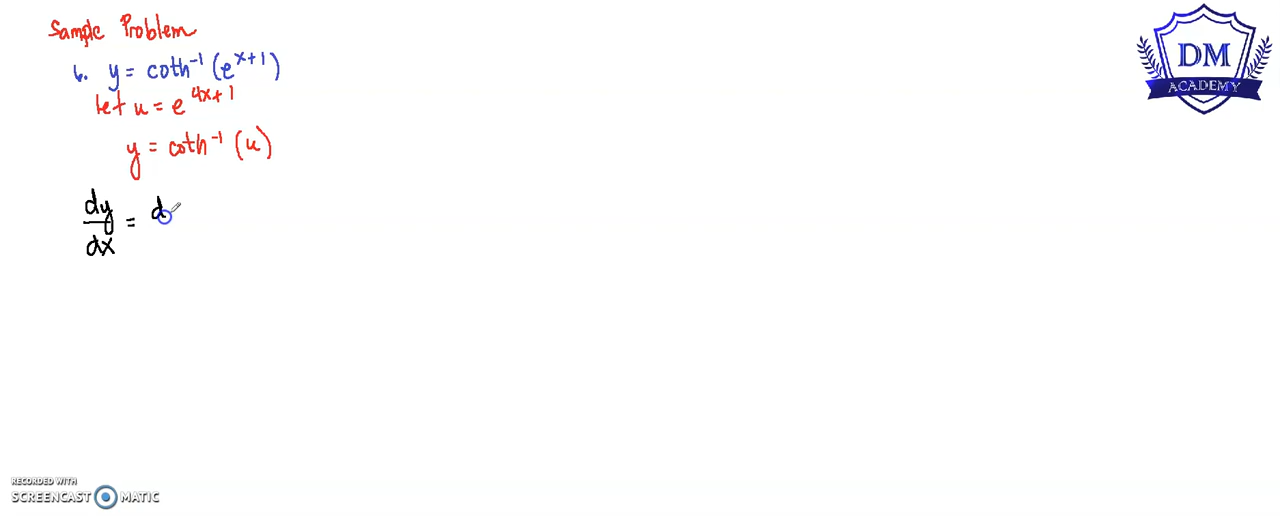 Sample Problem
6. y = coth⁻¹ (e^{x+1})
let u = e^{4x+1}
y = coth⁻¹ (u)
dy/dx = d
DM
ACADEMY
RECORDED WITH
SCREENCAST MATIC